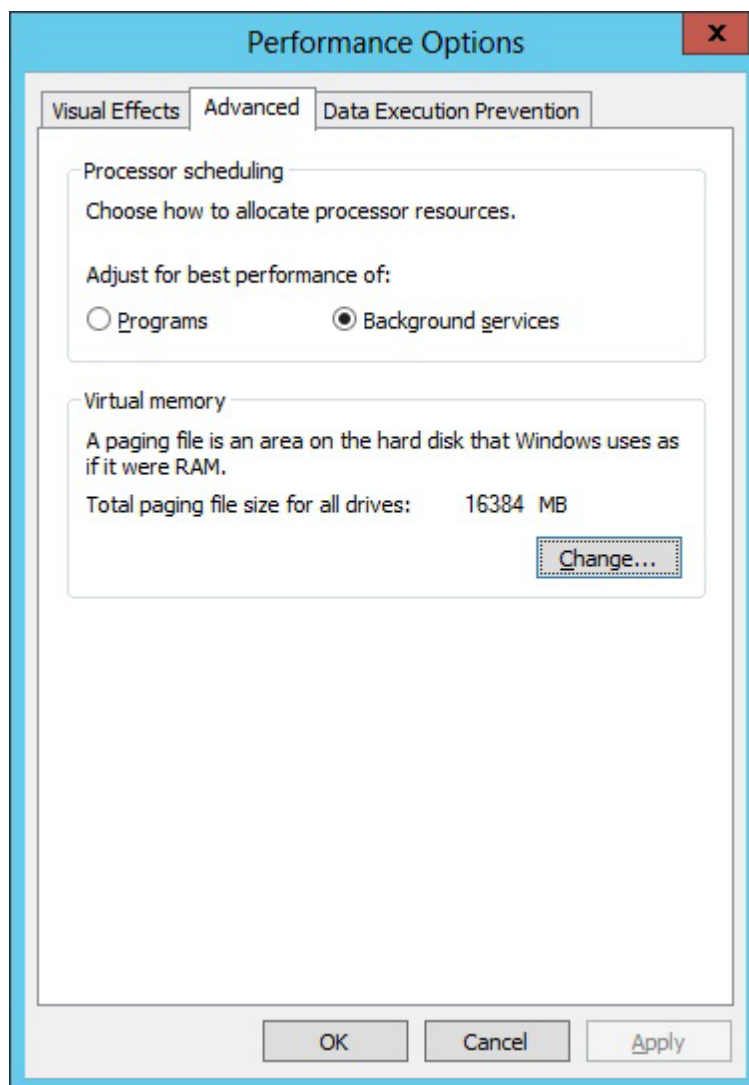 Performance Options
x
Visual Effects
Advanced
Data Execution Prevention
Processor scheduling
Choose how to allocate processor resources.
Adjust for best performance of:
Programs
Background services
Virtual memory
A paging file is an area on the hard disk that Windows uses as
if it were RAM.
Total paging file size for all drives: 16384 MB
Change...
OK
Cancel
Apply